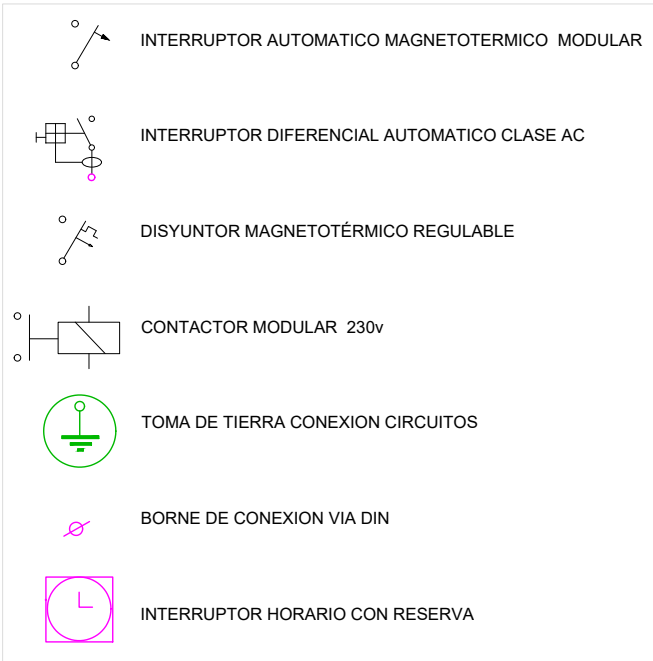 INTERRUPTOR AUTOMATICO MAGNETOTERMICO MODULAR
INTERRUPTOR DIFERENCIAL AUTOMATICO CLASE AC
DISYUNTOR MAGNETOTÉRMICO REGULABLE
CONTACTOR MODULAR 230v
TOMA DE TIERRA CONEXION CIRCUITOS
BORNE DE CONEXION VIA DIN
INTERRUPTOR HORARIO CON RESERVA